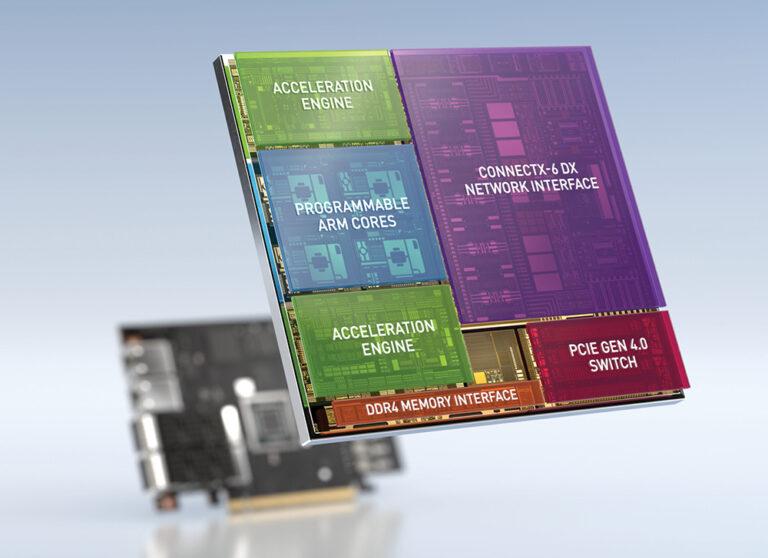 ACCELERATION
ENGINE
CONNECTX-6 DX
NETWORK INTERFACE
PROGRAMMABLE
ARM CORES
ACCELERATION
ENGINE
PCIE GEN 4.0
SWITCH
DDR4 MEMORY INTERFACE